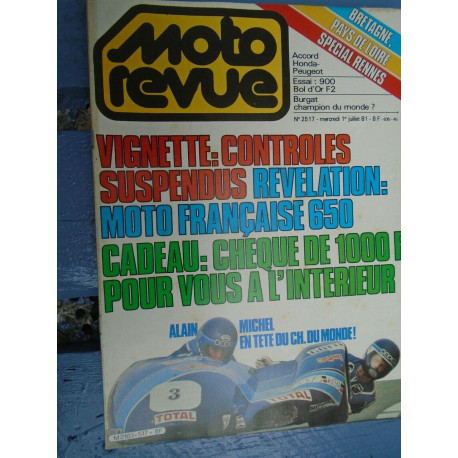 Moto
revue
BRETAGNE,
PAYS DE LOIRE
SPECIAL RENNES
Accord
Honda-
Peugeot
Essai : 900
Bol d'Or F2
Burgat
champion du monde ?
N° 2517 - mercredi 1er juillet 81 - 8 F
VIGNETTE: CONTROLES
SUSPENDUS REVELATION:
MOTO FRANÇAISE 650
CADEAU: CHÈQUE DE 1000 F
POUR VOUS A L'INTERIEUR
ALAIN MICHEL
EN TETE DU CH. DU MONDE!
3
TOTAL
TOTAL